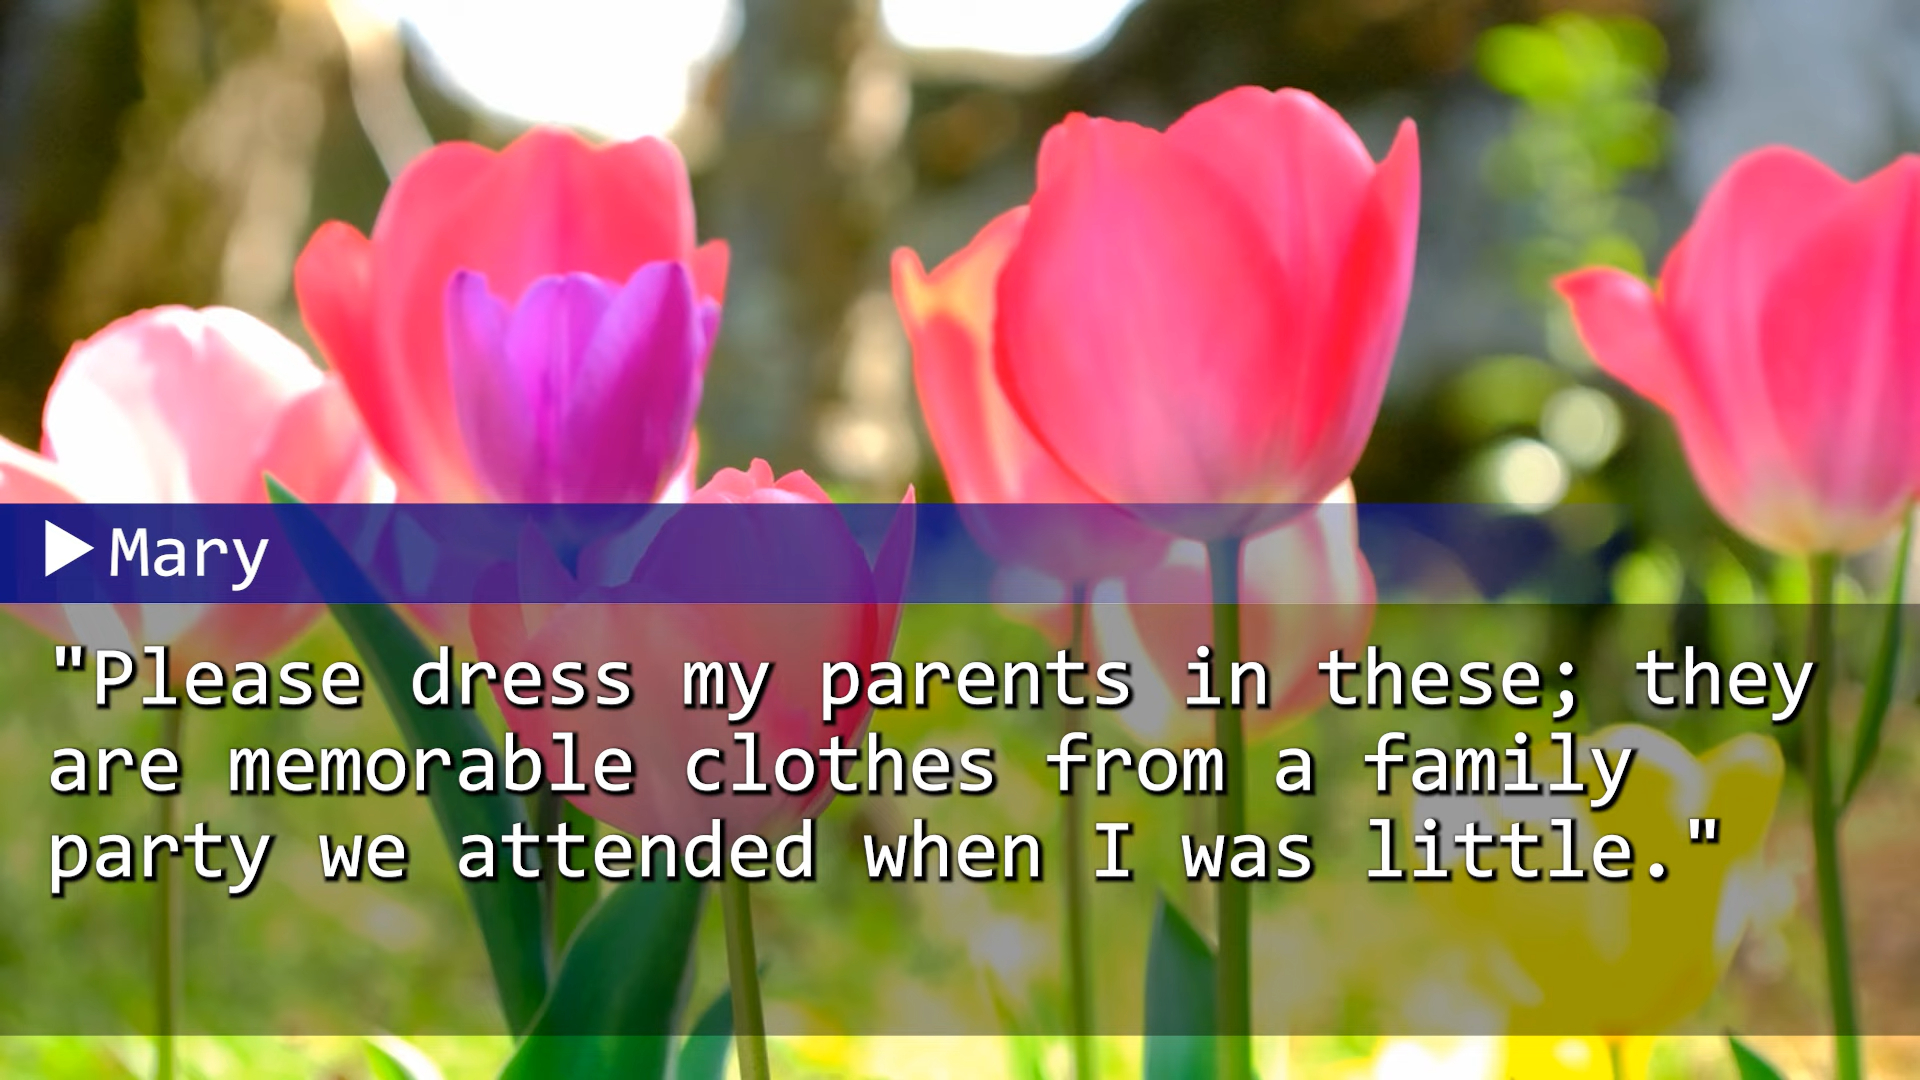 Mary
"Please dress my parents in these; they
are memorable clothes from a family
party we attended when I was little."